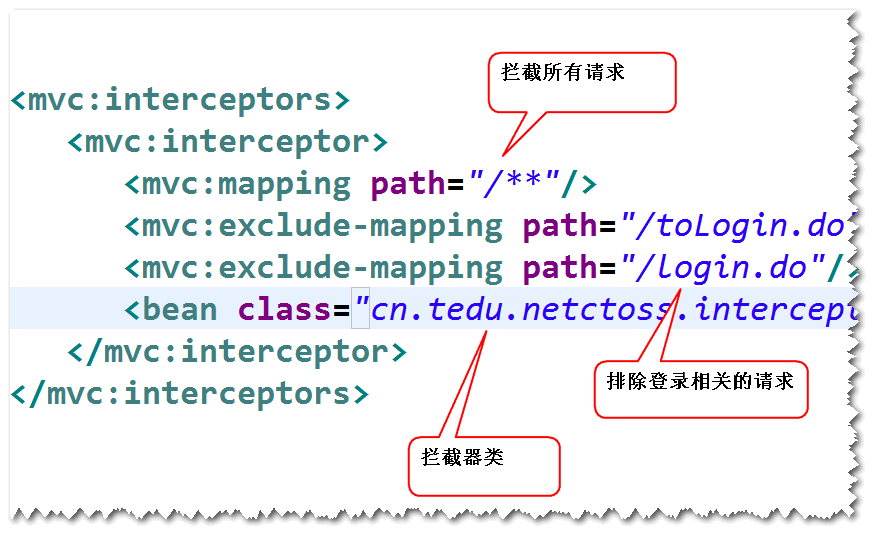 拦截所有请求
<mvc:interceptors>
<mvc:interceptor>
<mvc:mapping path="/**"/>
<mvc:exclude-mapping path="/toLogin.do"
<mvc:exclude-mapping path="/login.do"/>
<bean class="cn.tedu.netctoss.intercept
</mvc:interceptor>
</mvc:interceptors>
排除登录相关的请求
拦截器类